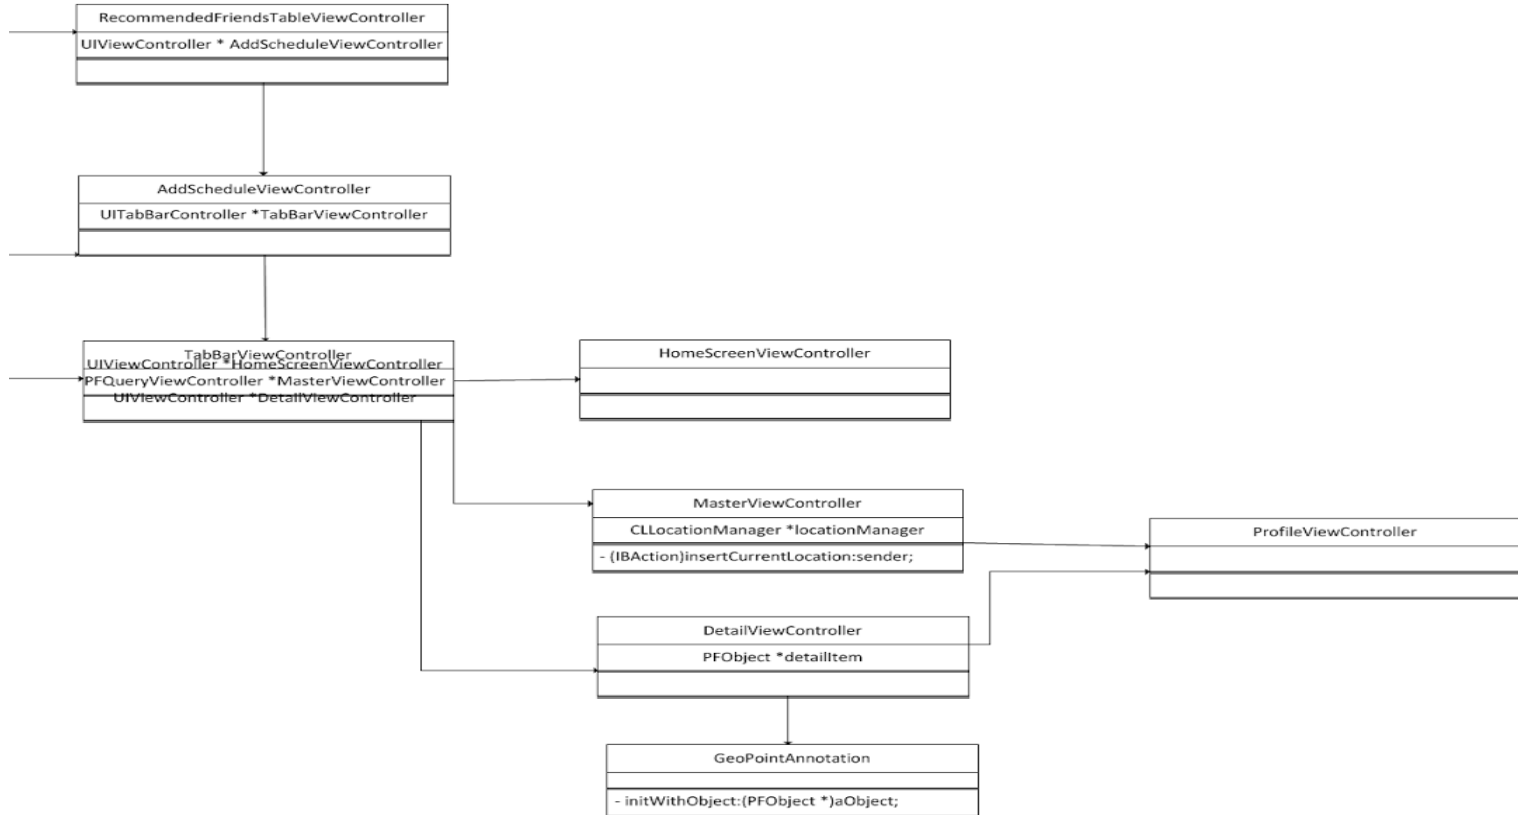 RecommendedFriendsTableViewController
UIViewController * AddScheduleViewController
AddScheduleViewController
UITabBarController *TabBarViewController
TabBarViewController
UIViewController *HomeScreenViewController
PFQueryViewController *MasterViewController
UIViewController *DetailViewController
HomeScreenViewController
MasterViewController
CLLocationManager *locationManager
- (IBAction)insertCurrentLocation:sender;
ProfileViewController
DetailViewController
PFObject *detailItem
GeoPointAnnotation
- initWithObject:(PFObject *)aObject;